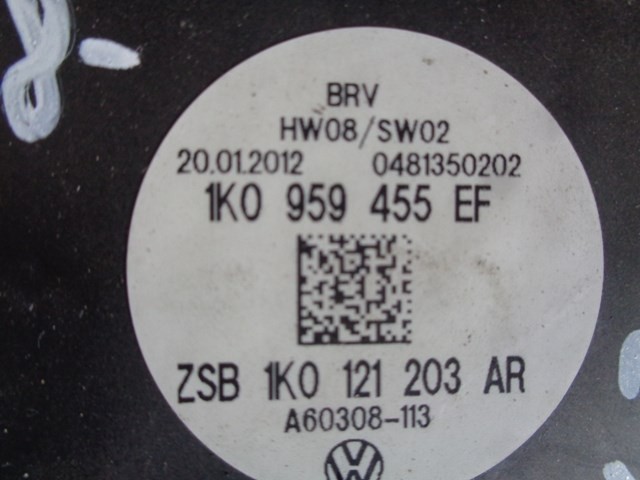 BRV
HW08/SW02
20.01.2012 0481350202
1K0 959 455 EF
ZSB 1K0 121 203 AR
A60308-113